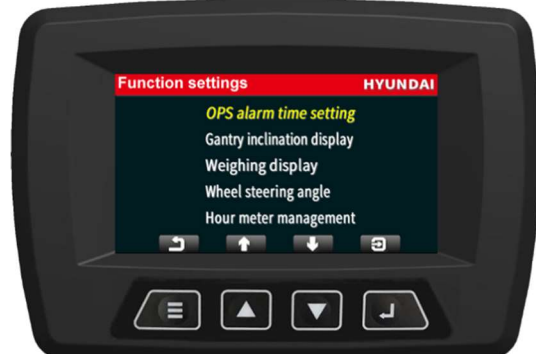 Function settings HYUNDAI
OPS alarm time setting
Gantry inclination display
Weighing display
Wheel steering angle
Hour meter management